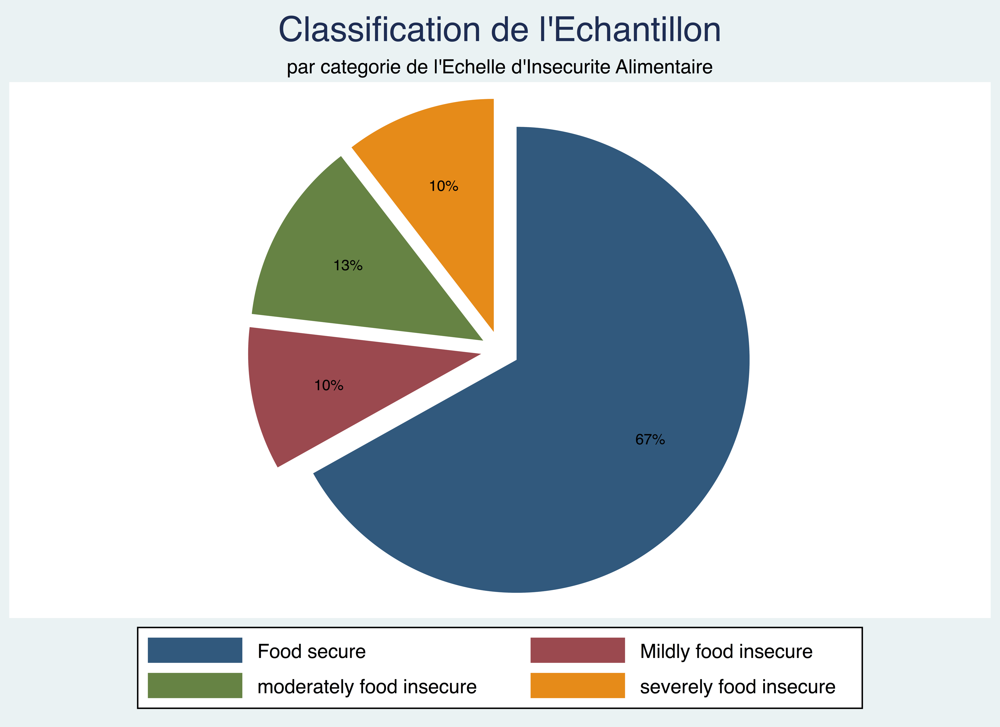 Classification de l'Echantillon
par categorie de l'Echelle d'Insecurite Alimentaire
10%
13%
10%
67%
Food secure
Mildly food insecure
moderately food insecure
severely food insecure